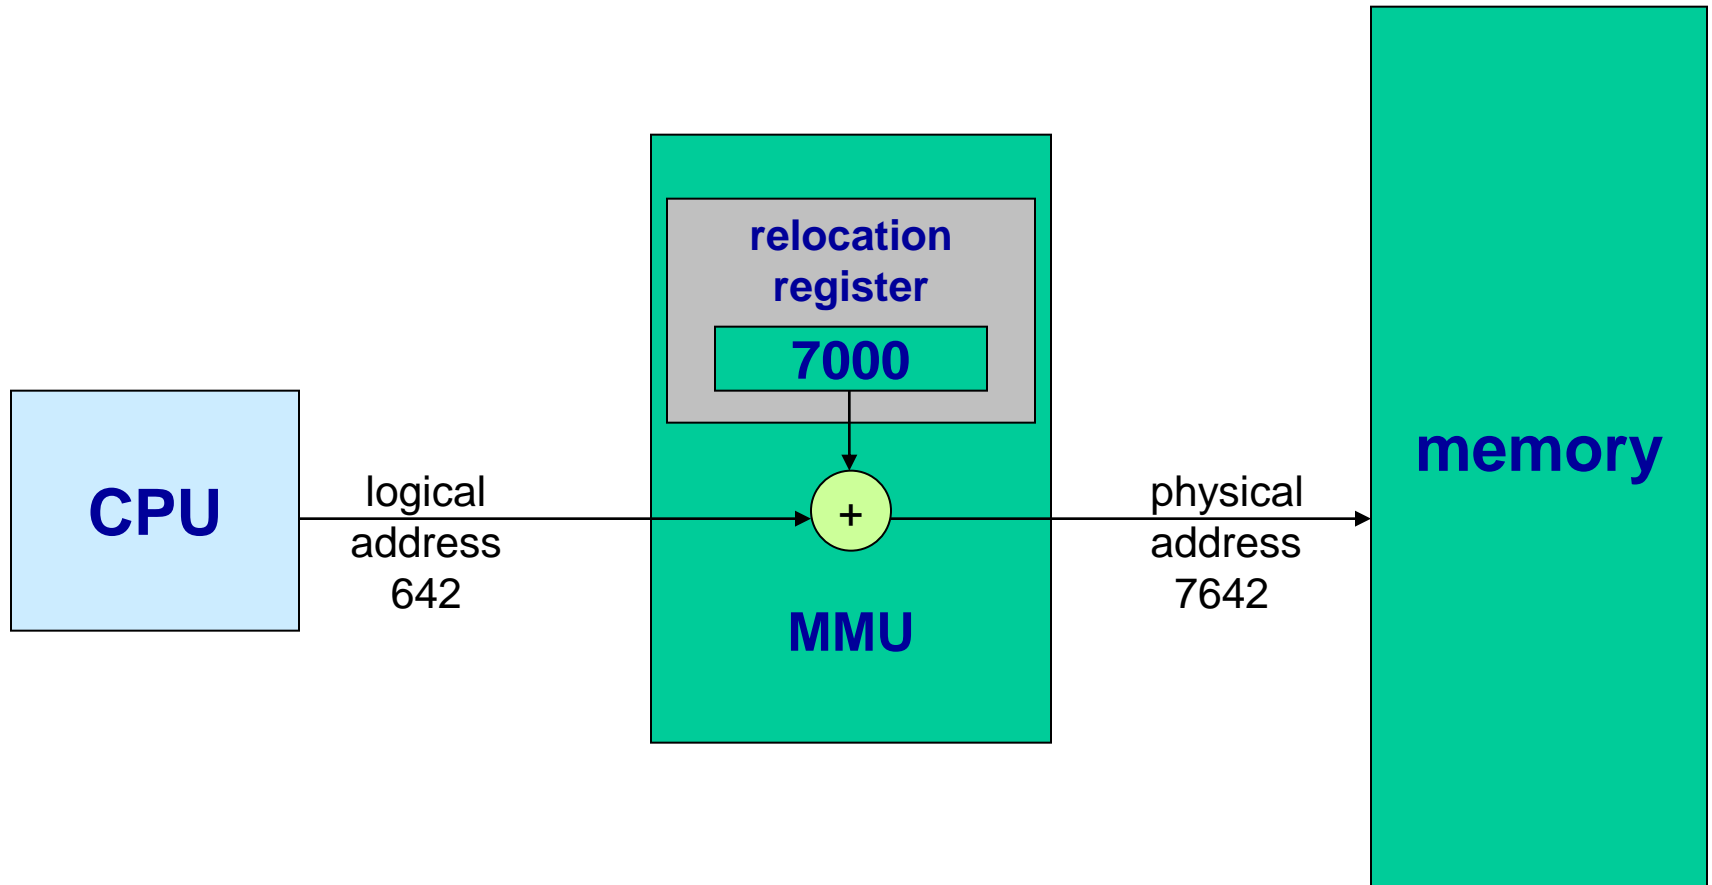 CPU
logical
address
642
relocation
register
7000
+
MMU
physical
address
7642
memory